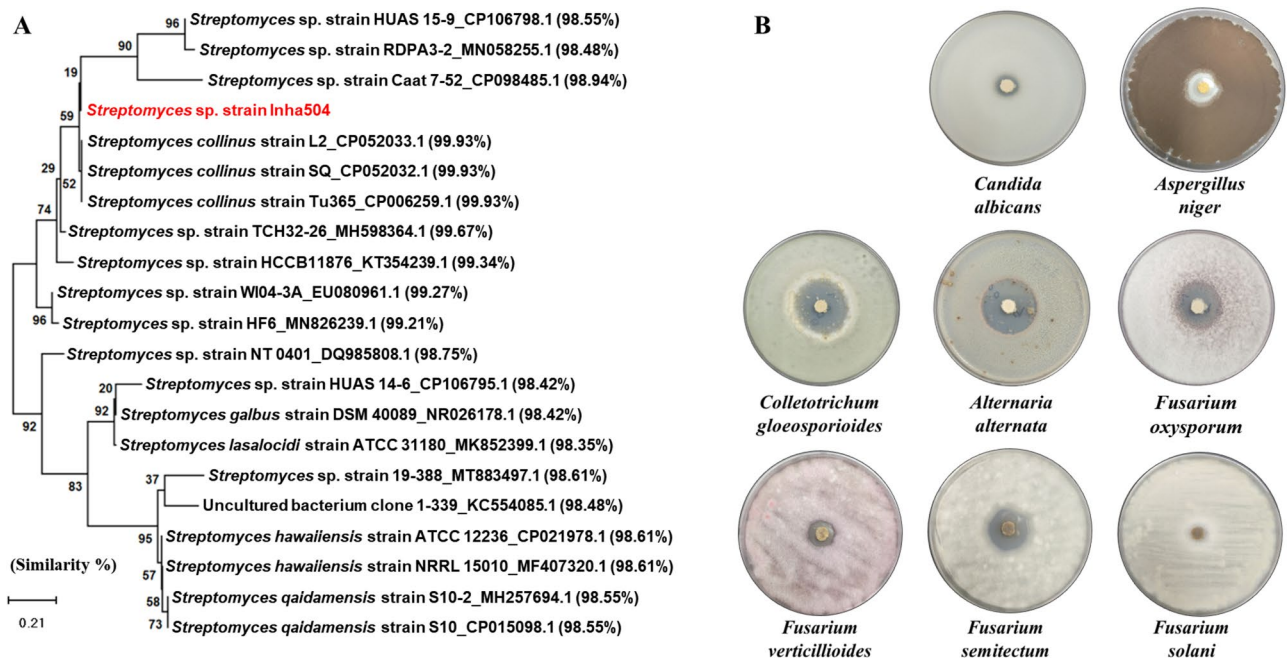 A
96
Streptomyces sp. strain HUAS 15-9_CP106798.1 (98.55%)
90
Streptomyces sp. strain RDPA3-2_MN058255.1 (98.48%)
19
Streptomyces sp. strain Caat 7-52_CP098485.1 (98.94%)
59
Streptomyces sp. strain Inha504
Streptomyces collinus strain L2_CP052033.1 (99.93%)
29
Streptomyces collinus strain SQ_CP052032.1 (99.93%)
52
Streptomyces collinus strain Tu365_CP006259.1 (99.93%)
74
Streptomyces sp. strain TCH32-26_MH598364.1 (99.67%)
Streptomyces sp. strain HCCB11876_KT354239.1 (99.34%)
Streptomyces sp. strain WI04-3A_EU080961.1 (99.27%)
96
Streptomyces sp. strain HF6_MN826239.1 (99.21%)
Streptomyces sp. strain NT 0401_DQ985808.1 (98.75%)
20
Streptomyces sp. strain HUAS 14-6_CP106795.1 (98.42%)
92
92
Streptomyces galbus strain DSM 40089_NR026178.1 (98.42%)
Streptomyces lasalocidi strain ATCC 31180_MK852399.1 (98.35%)
83
37
Streptomyces sp. strain 19-388_MT883497.1 (98.61%)
Uncultured bacterium clone 1-339_KC554085.1 (98.48%)
95
Streptomyces hawaiiensis strain ATCC 12236_CP021978.1 (98.61%)
57
Streptomyces hawaiiensis strain NRRL 15010_MF407320.1 (98.61%)
58
Streptomyces qaidamensis strain S10-2_MH257694.1 (98.55%)
73
Streptomyces qaidamensis strain S10_CP015098.1 (98.55%)
(Similarity %)
0.21
B
Candida
albicans
Aspergillus
niger
Colletotrichum
gloeosporioides
Alternaria
alternata
Fusarium
oxysporum
Fusarium
verticillioides
Fusarium
semitectum
Fusarium
solani